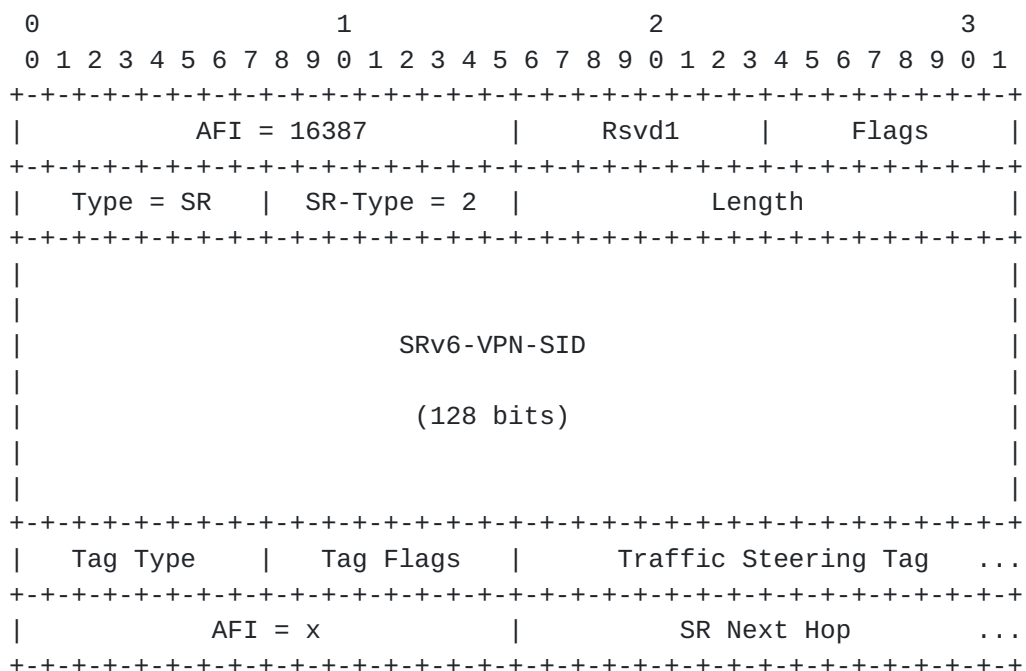 0                   1                   2                   3
 0 1 2 3 4 5 6 7 8 9 0 1 2 3 4 5 6 7 8 9 0 1 2 3 4 5 6 7 8 9 0 1
+-+-+-+-+-+-+-+-+-+-+-+-+-+-+-+-+-+-+-+-+-+-+-+-+-+-+-+-+-+-+-+-+
|           AFI = 16387         |     Rsvd1     |     Flags     |
+-+-+-+-+-+-+-+-+-+-+-+-+-+-+-+-+-+-+-+-+-+-+-+-+-+-+-+-+-+-+-+-+
|   Type = SR   |  SR-Type = 2  |            Length             |
+-+-+-+-+-+-+-+-+-+-+-+-+-+-+-+-+-+-+-+-+-+-+-+-+-+-+-+-+-+-+-+-+
|                                                               |
|                                                               |
|                        SRv6-VPN-SID                           |
|                                                               |
|                         (128 bits)                            |
|                                                               |
|                                                               |
+-+-+-+-+-+-+-+-+-+-+-+-+-+-+-+-+-+-+-+-+-+-+-+-+-+-+-+-+-+-+-+-+
|   Tag Type    |   Tag Flags   |      Traffic Steering Tag   ...
+-+-+-+-+-+-+-+-+-+-+-+-+-+-+-+-+-+-+-+-+-+-+-+-+-+-+-+-+-+-+-+-+
|            AFI = x            |          SR Next Hop        ...
+-+-+-+-+-+-+-+-+-+-+-+-+-+-+-+-+-+-+-+-+-+-+-+-+-+-+-+-+-+-+-+-+